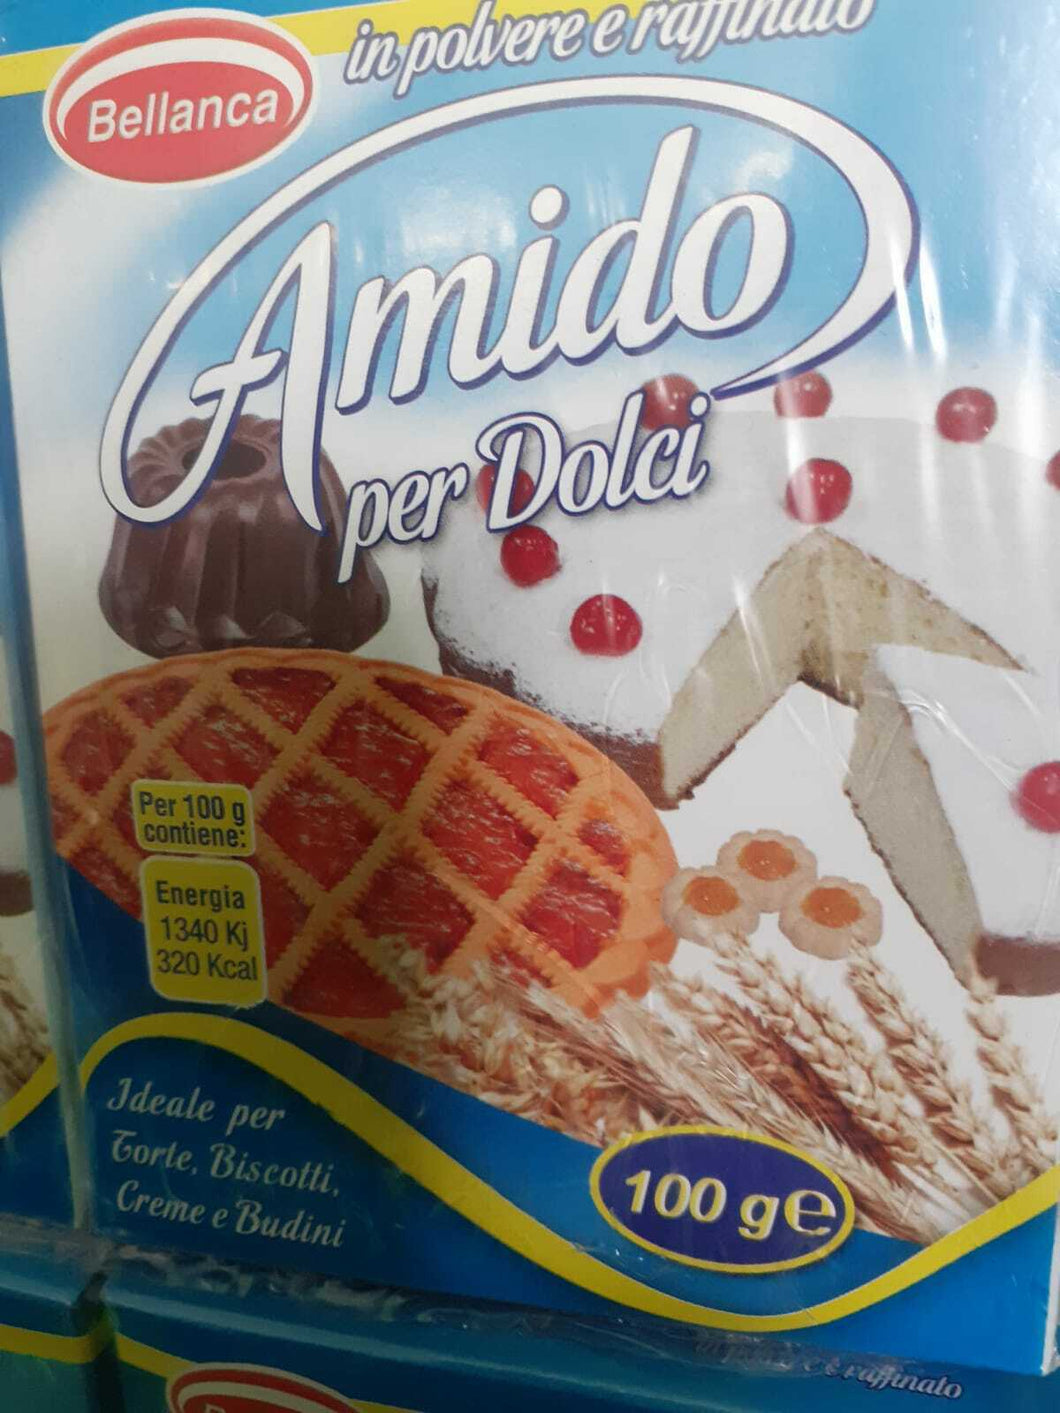 Bellanca
in polvere e raffinato
Amido
per Dolci
Per 100 g
contiene:
Energia
1340 Kj
320 Kcal
Ideale per
Torte, Biscotti,
Creme e Budini
100 g e
e raffinato